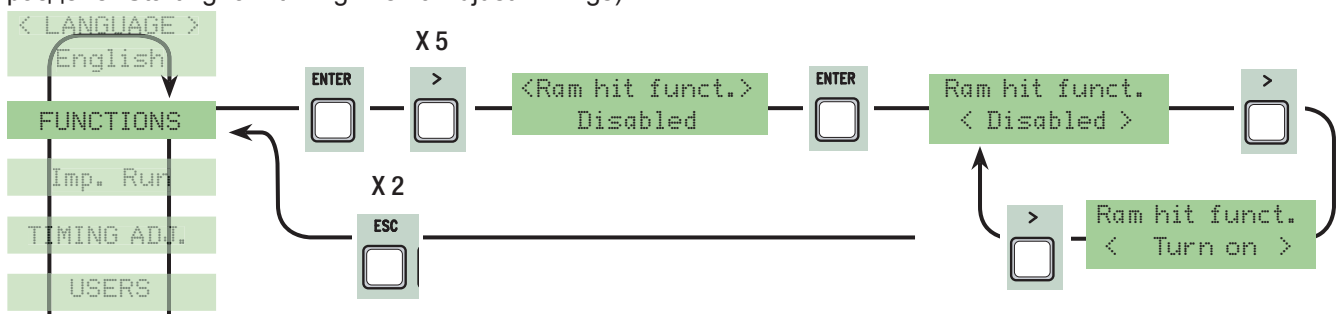 < LANGUAGE >
English
FUNCTIONS
Imp. Run
TIMING ADJ.
USERS
ENTER
X 5
>
<Ram hit funct.>
Disabled
ENTER
Ram hit funct.
< Disabled >
>
Ram hit funct.
< Turn on >
>
X 2
ESC